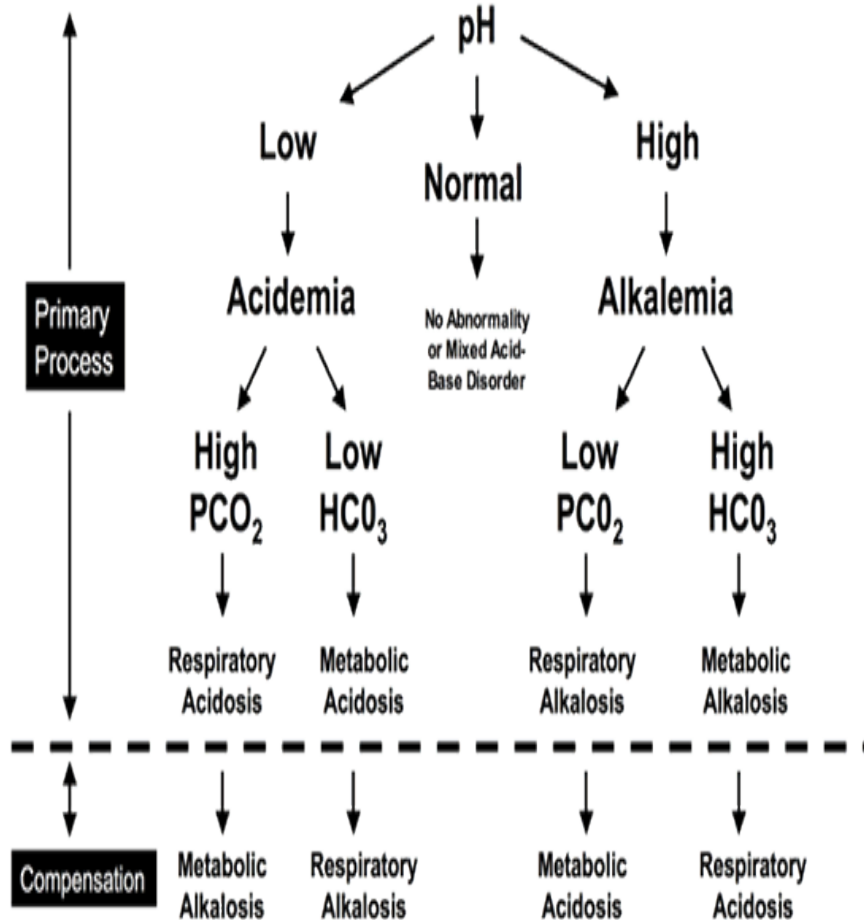 pH
Low
Normal
High
Acidemia
No Abnormality
or Mixed Acid-
Base Disorder
Alkalemia
Primary
Process
High
PCO₂
Low
HC0₃
Low
PC0₂
High
HC0₃
Respiratory
Acidosis
Metabolic
Acidosis
Respiratory
Alkalosis
Metabolic
Alkalosis
Compensation
Metabolic
Alkalosis
Respiratory
Alkalosis
Metabolic
Acidosis
Respiratory
Acidosis